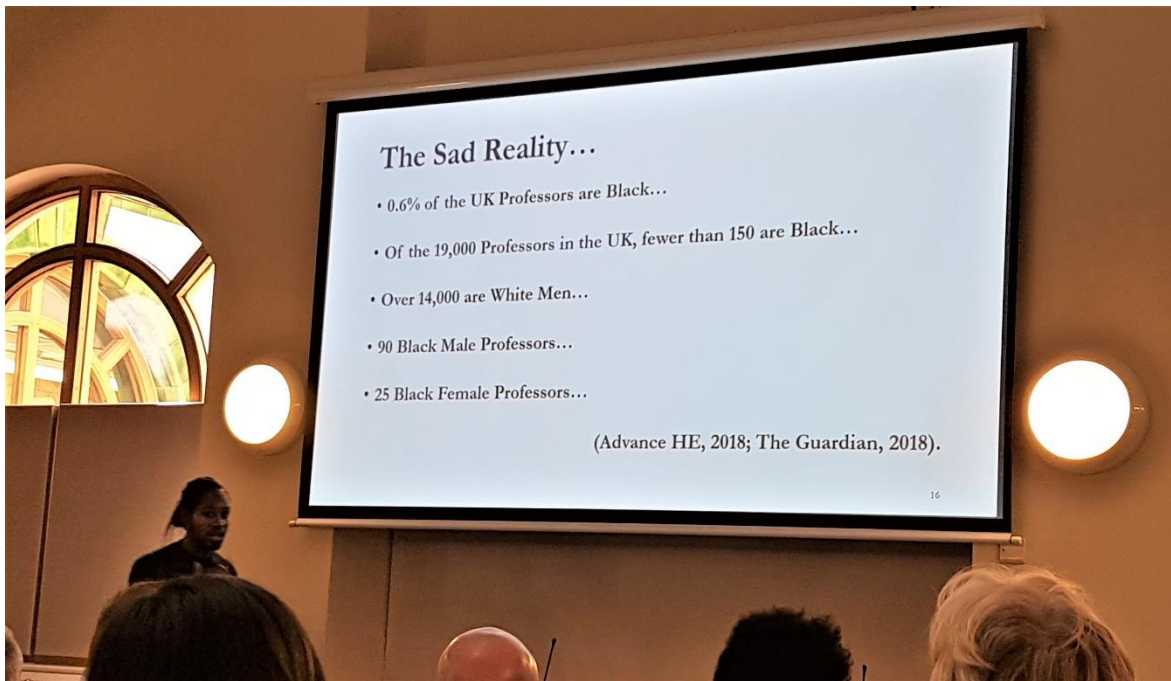 The Sad Reality…
• 0.6% of the UK Professors are Black…
• Of the 19,000 Professors in the UK, fewer than 150 are Black…
• Over 14,000 are White Men…
• 90 Black Male Professors…
• 25 Black Female Professors…
(Advance HE, 2018; The Guardian, 2018).
16